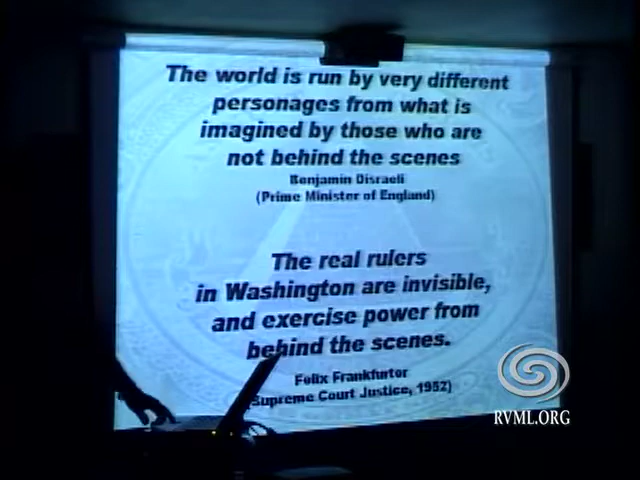 The world is run by very different
personages from what is
imagined by those who are
not behind the scenes
Benjamin Disraeli
(Prime Minister of England)
The real rulers
in Washington are invisible,
and exercise power from
behind the scenes.
Felix Frankfurter
(Supreme Court Justice, 1952)
RVML.ORG